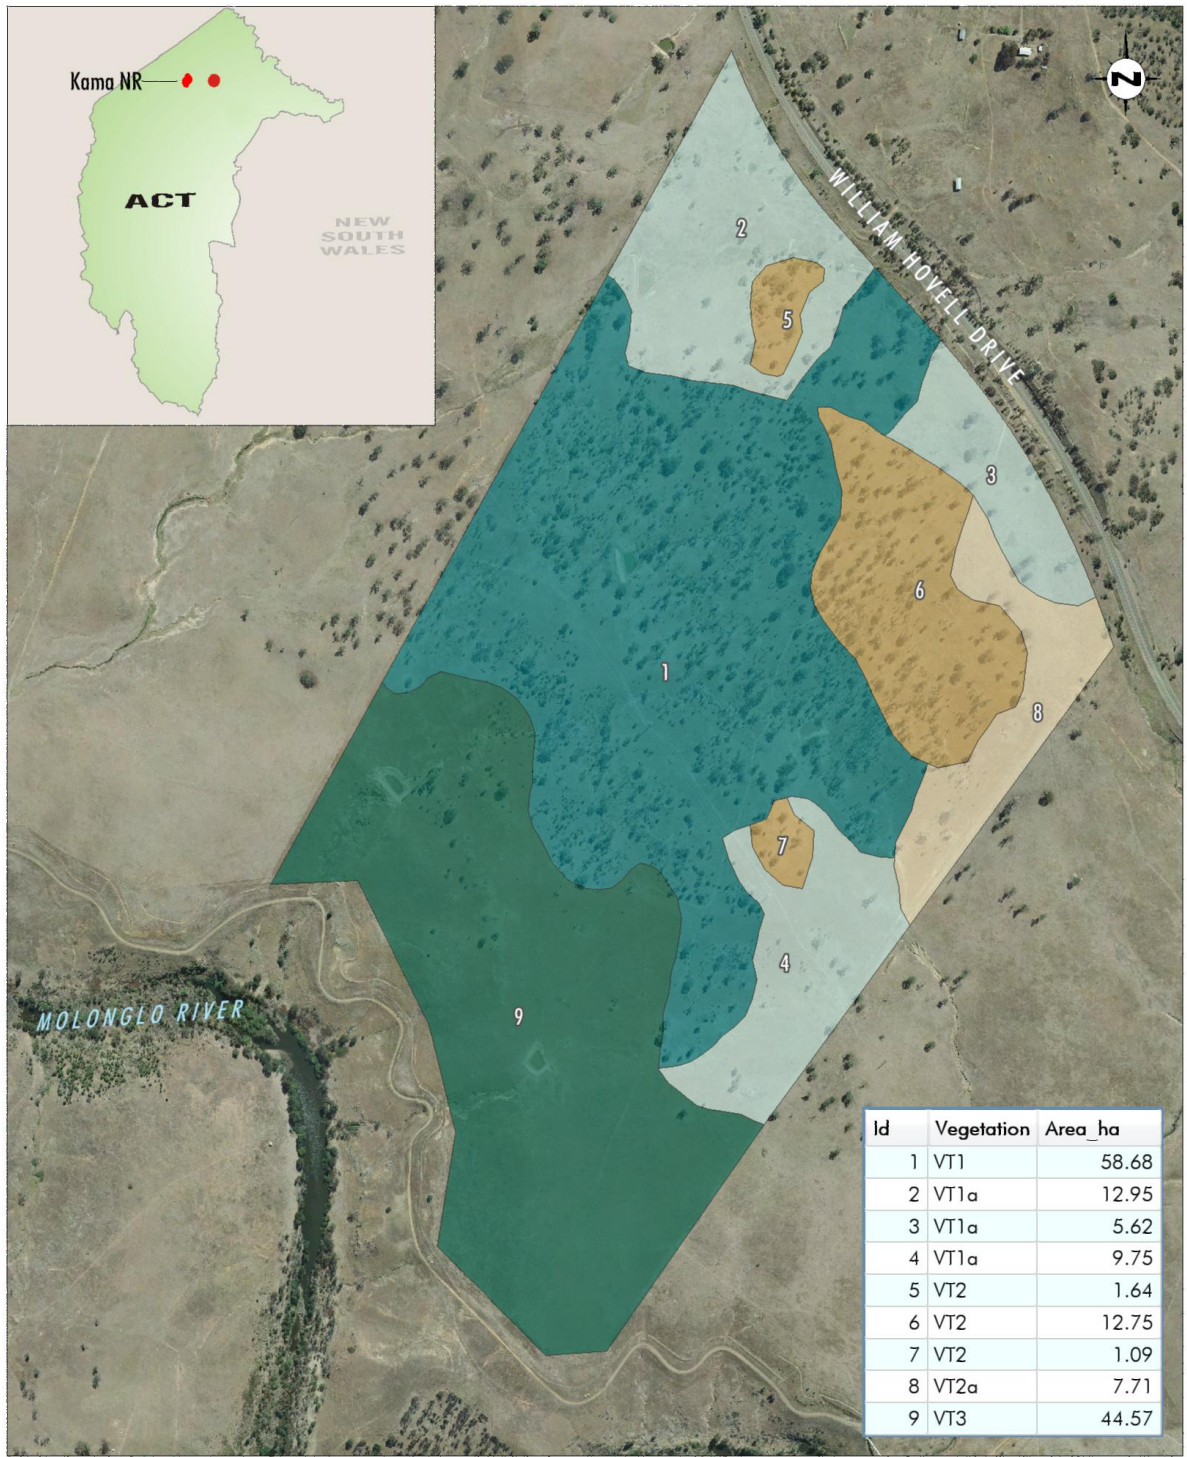 Kama NR
ACT
NEW
SOUTH
WALES
N
WILLIAM HOVELL DRIVE
2
5
3
6
1
8
7
4
9
MOLONGLO RIVER
Id Vegetation Area_ha
1 VT1 58.68
2 VT1a 12.95
3 VT1a 5.62
4 VT1a 9.75
5 VT2 1.64
6 VT2 12.75
7 VT2 1.09
8 VT2a 7.71
9 VT3 44.57